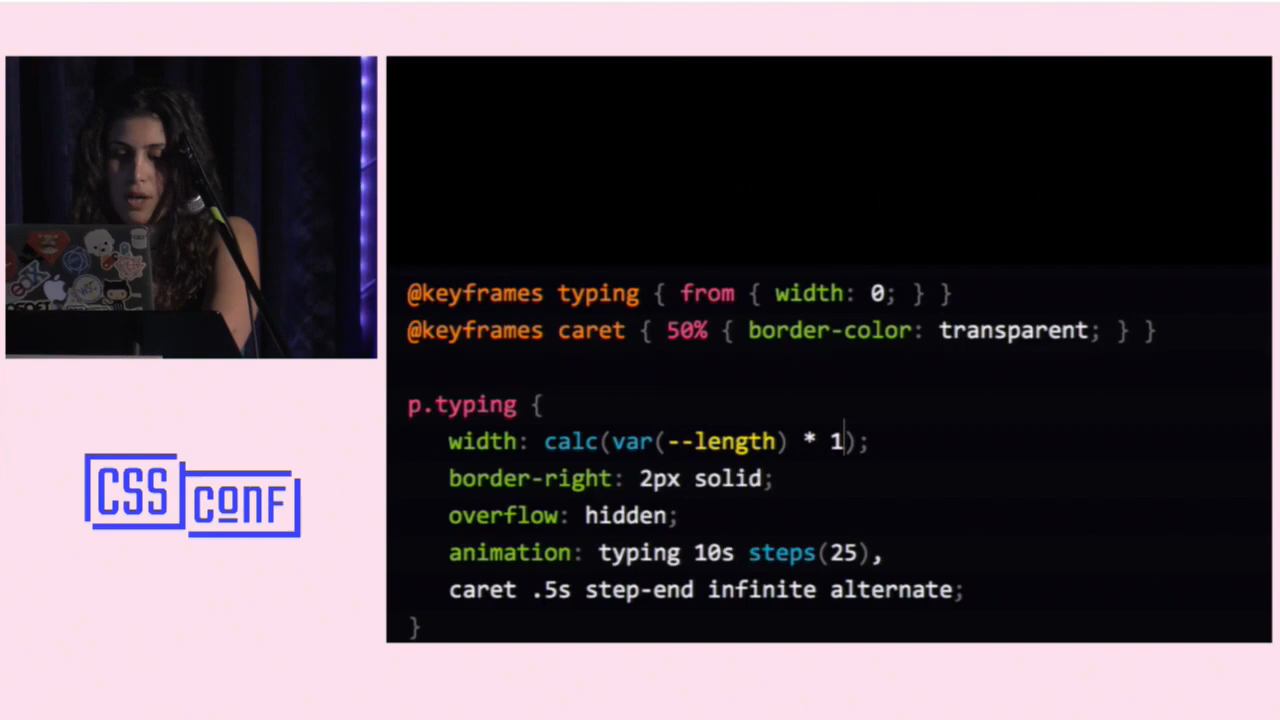 @keyframes typing { from { width: 0; } }
@keyframes caret { 50% { border-color: transparent; } }
p.typing {
width: calc(var(--length) * 1);
border-right: 2px solid;
overflow: hidden;
animation: typing 10s steps(25),
caret .5s step-end infinite alternate;
}
CSS
CONF